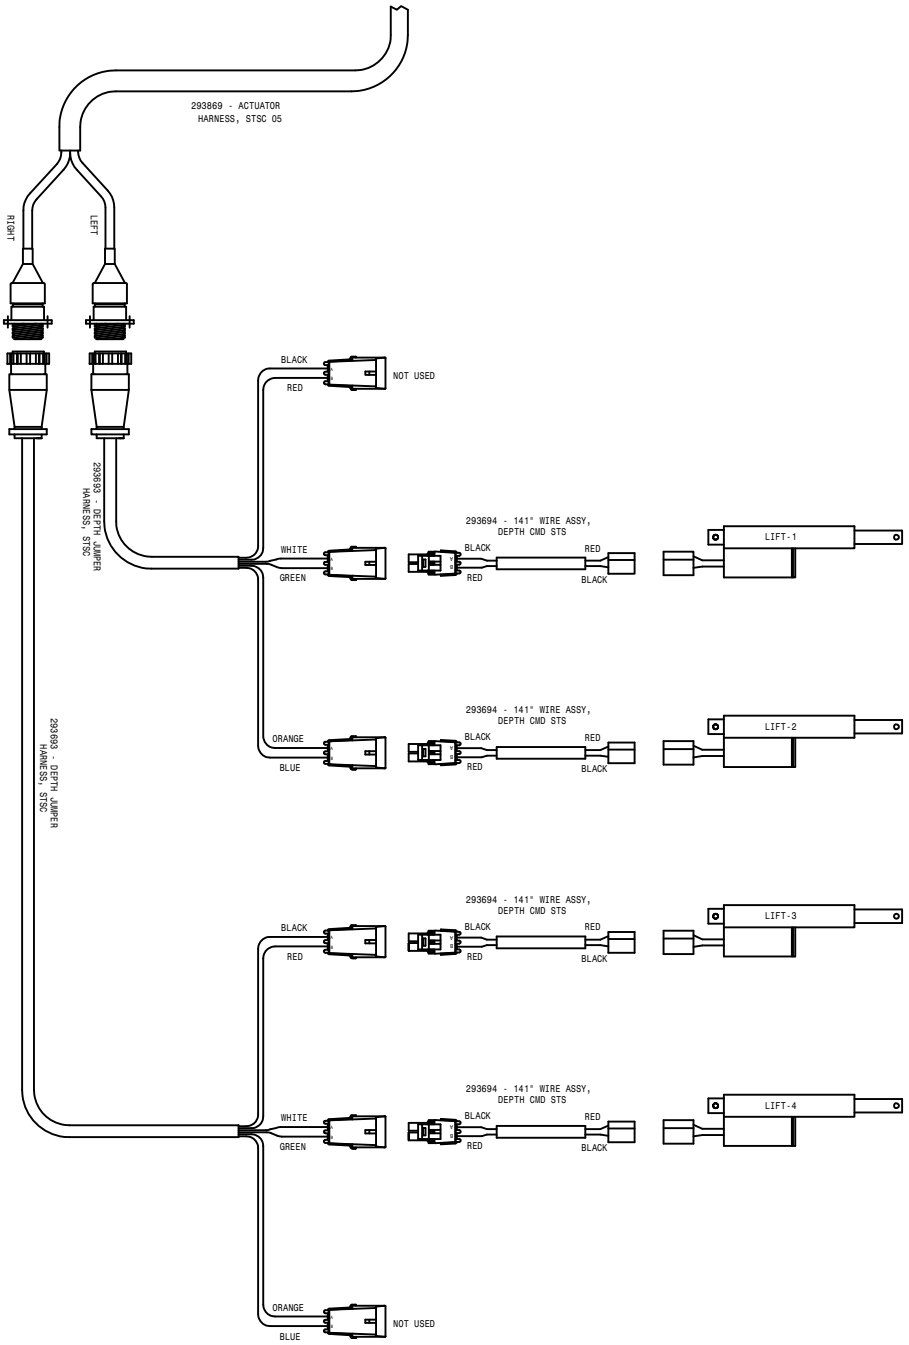 293869 - ACTUATOR
HARNESS, STSC 05
RIGHT
LEFT
BLACK
RED
NOT USED
293693 - DEPTH JUMPER
HARNESS, STSC
293694 - 141" WIRE ASSY,
DEPTH CMD STS
WHITE
GREEN
BLACK
RED
RED
BLACK
LIFT-1
293694 - 141" WIRE ASSY,
DEPTH CMD STS
ORANGE
BLUE
BLACK
RED
RED
BLACK
LIFT-2
293693 - DEPTH JUMPER
HARNESS, STSC
293694 - 141" WIRE ASSY,
DEPTH CMD STS
BLACK
RED
BLACK
RED
RED
BLACK
LIFT-3
293694 - 141" WIRE ASSY,
DEPTH CMD STS
WHITE
GREEN
BLACK
RED
RED
BLACK
LIFT-4
ORANGE
BLUE
NOT USED